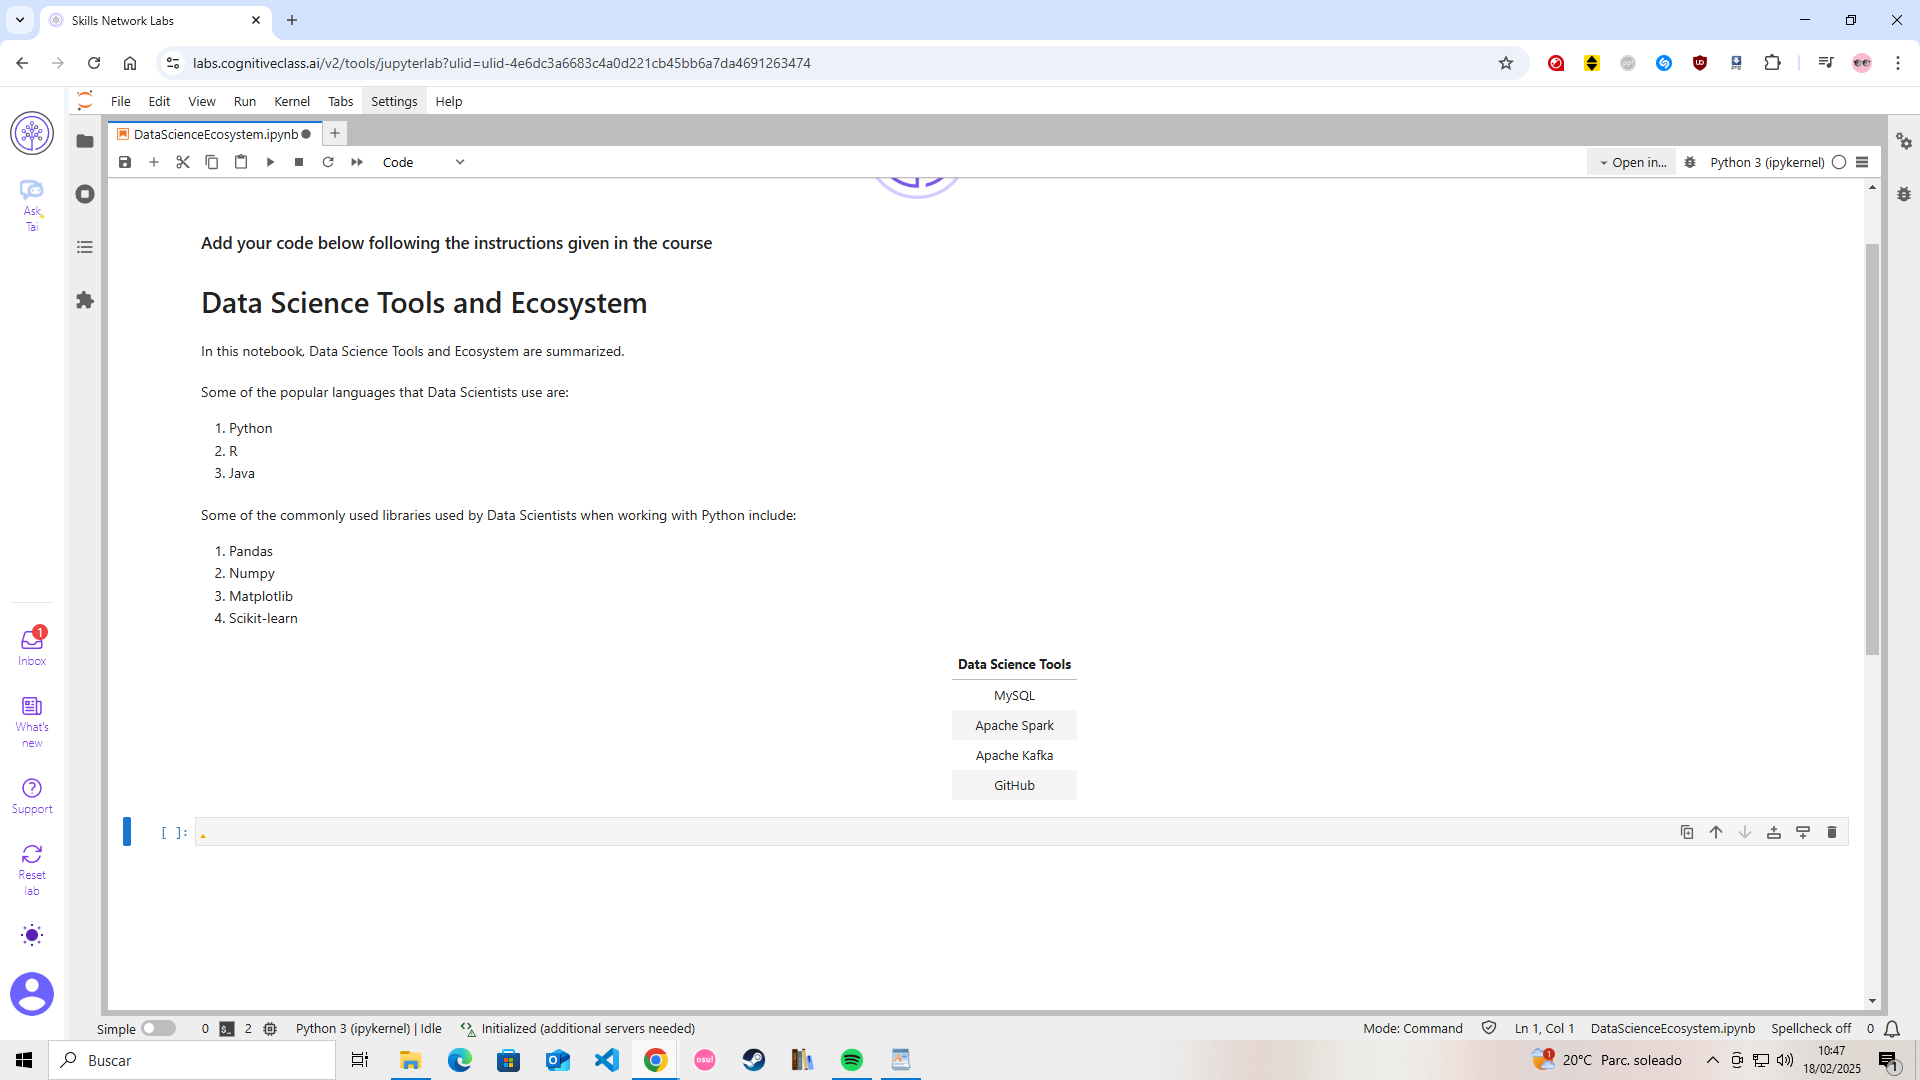 Skills Network Labs
labs.cognitiveclass.ai/v2/tools/jupyterlab?ulid=ulid-4e6dc3a6683c4a0d221cb45bb6a7da4691263474
File Edit View Run Kernel Tabs Settings Help
DataScienceEcosystem.ipynb
Code
Open in...
Python 3 (ipykernel)
Ask
Tai
Add your code below following the instructions given in the course
Data Science Tools and Ecosystem
In this notebook, Data Science Tools and Ecosystem are summarized.
Some of the popular languages that Data Scientists use are:
1. Python
2. R
3. Java
Some of the commonly used libraries used by Data Scientists when working with Python include:
1. Pandas
2. Numpy
3. Matplotlib
4. Scikit-learn
Data Science Tools
MySQL
Apache Spark
Apache Kafka
GitHub
[ ]:
1
Inbox
What's
new
Support
Reset
lab
Simple 0 2 Python 3 (ipykernel) | Idle Initialized (additional servers needed) Mode: Command Ln 1, Col 1 DataScienceEcosystem.ipynb Spellcheck off 0
Buscar
osu!
1
20°C Parc. soleado
10:47
18/02/2025
1